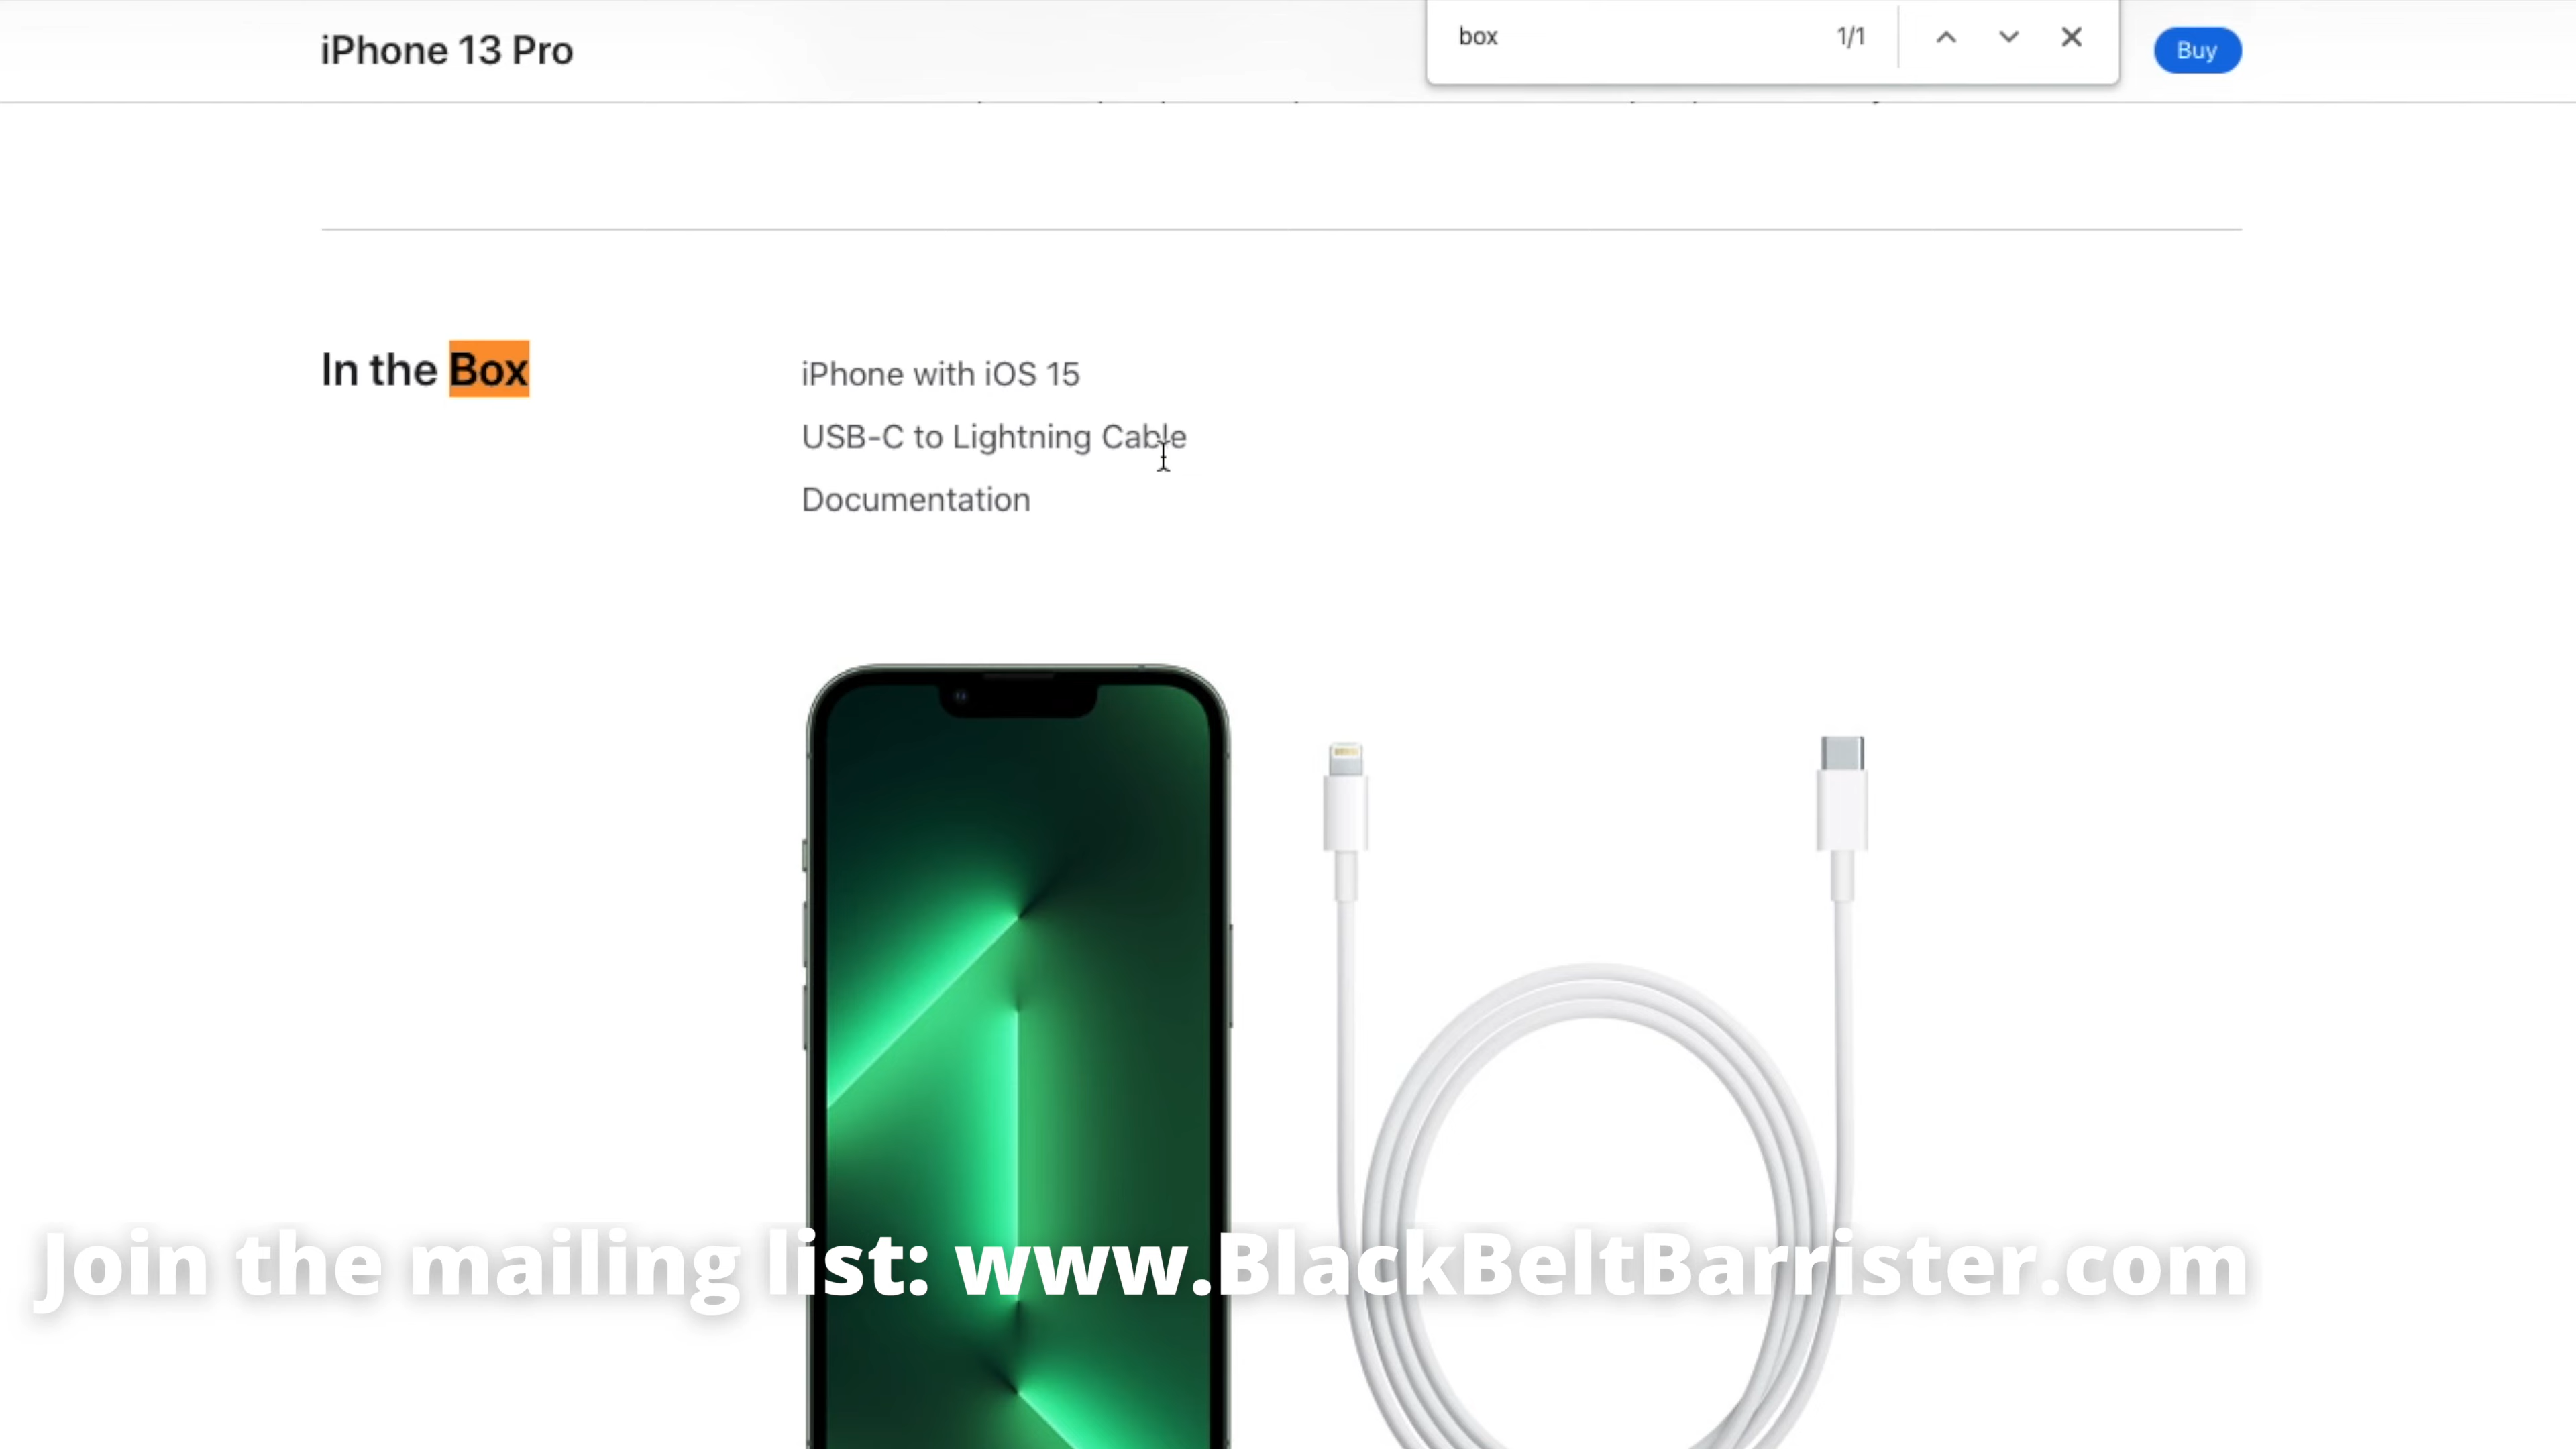 iPhone 13 Pro
box
1/1
Buy
In the Box
iPhone with iOS 15
USB-C to Lightning Cable
Documentation
Join the mailing list: www.BlackBeltBarrister.com